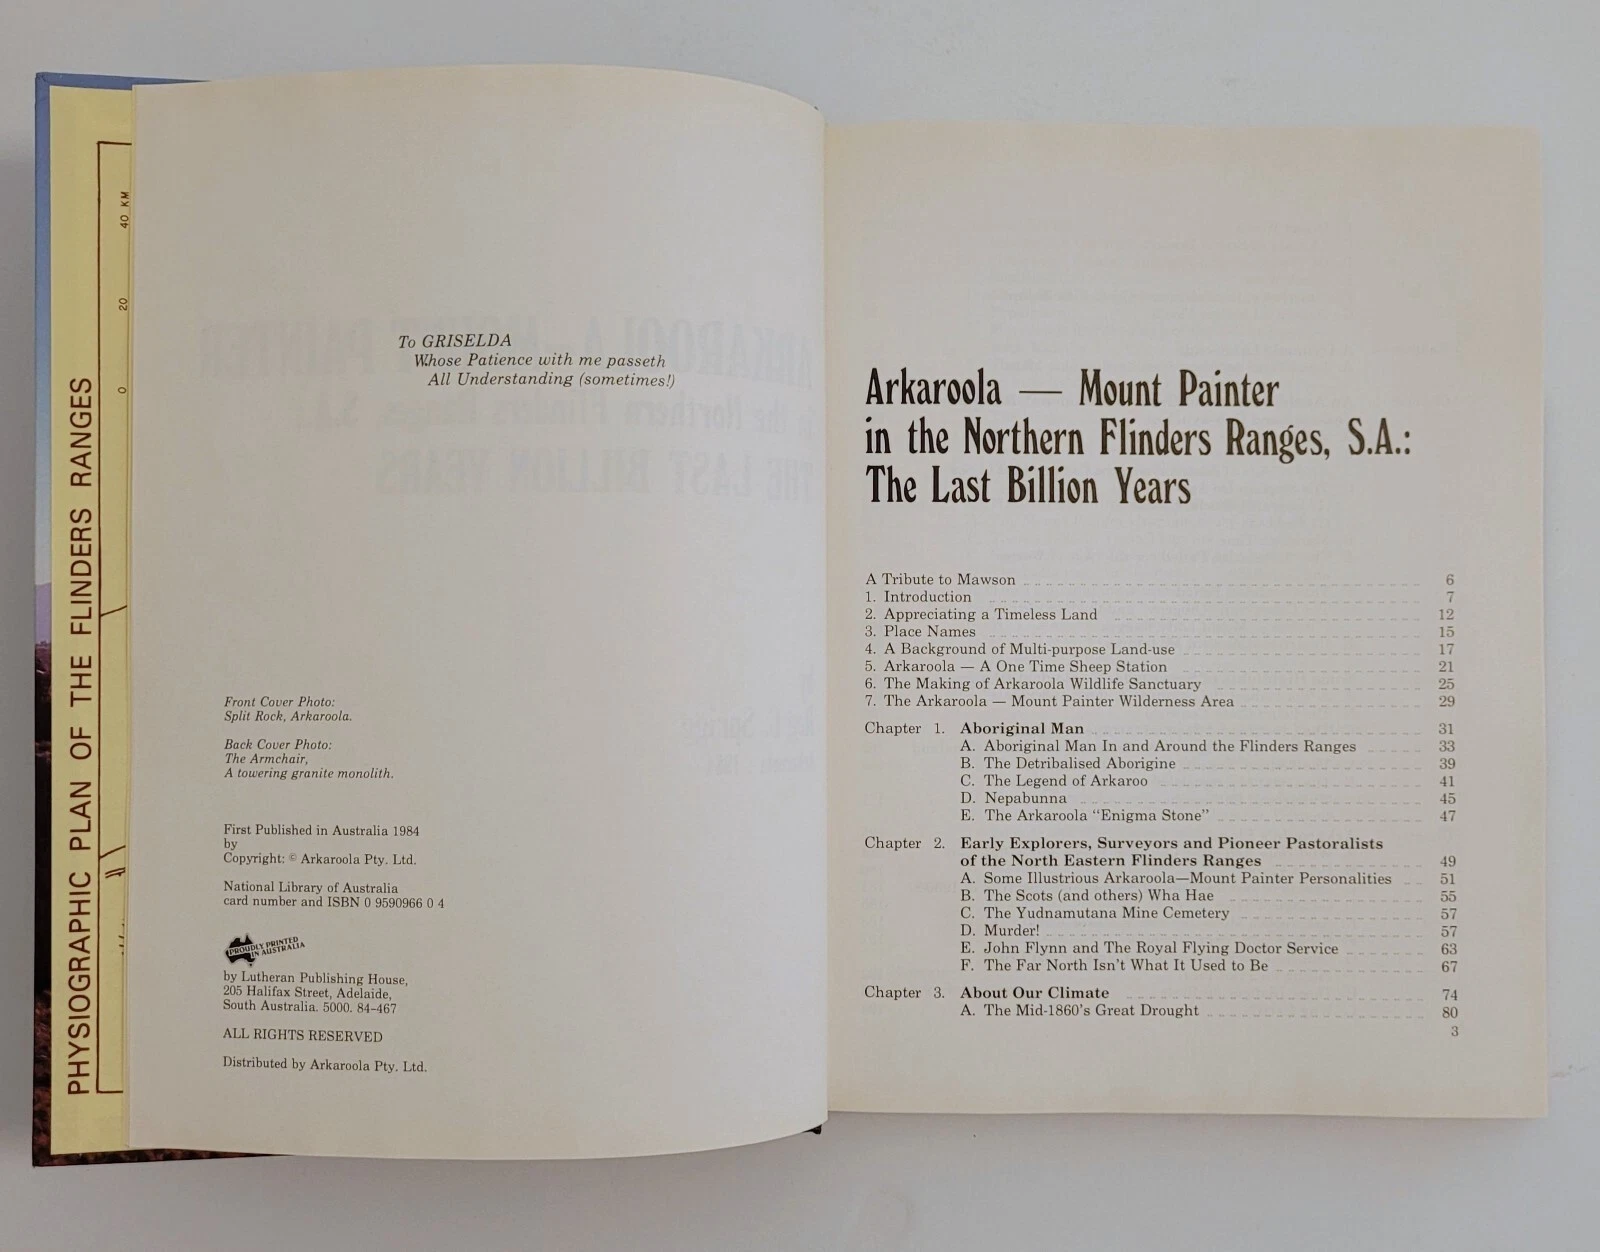 PHYSIOGRAPHIC PLAN OF THE FLINDERS RANGES
0 20 40 KM
To GRISELDA
Whose Patience with me passeth
All Understanding (sometimes!)
Front Cover Photo:
Split Rock, Arkaroola.
Back Cover Photo:
The Armchair,
A towering granite monolith.
First Published in Australia 1984
by
Copyright: © Arkaroola Pty. Ltd.
National Library of Australia
card number and ISBN 0 9590966 0 4
PROUDLY PRINTED
IN AUSTRALIA
by Lutheran Publishing House,
205 Halifax Street, Adelaide,
South Australia. 5000. 84-467
ALL RIGHTS RESERVED
Distributed by Arkaroola Pty. Ltd.
Arkaroola — Mount Painter
in the Northern Flinders Ranges, S.A.:
The Last Billion Years
A Tribute to Mawson 6
1. Introduction 7
2. Appreciating a Timeless Land 12
3. Place Names 15
4. A Background of Multi-purpose Land-use 17
5. Arkaroola — A One Time Sheep Station 21
6. The Making of Arkaroola Wildlife Sanctuary 25
7. The Arkaroola — Mount Painter Wilderness Area 29
Chapter 1. Aboriginal Man 31
A. Aboriginal Man In and Around the Flinders Ranges 33
B. The Detribalised Aborigine 39
C. The Legend of Arkaroo 41
D. Nepabunna 45
E. The Arkaroola "Enigma Stone" 47
Chapter 2. Early Explorers, Surveyors and Pioneer Pastoralists
of the North Eastern Flinders Ranges 49
A. Some Illustrious Arkaroola—Mount Painter Personalities 51
B. The Scots (and others) Wha Hae 55
C. The Yudnamutana Mine Cemetery 57
D. Murder! 57
E. John Flynn and The Royal Flying Doctor Service 63
F. The Far North Isn't What It Used to Be 67
Chapter 3. About Our Climate 74
A. The Mid-1860's Great Drought 80
3